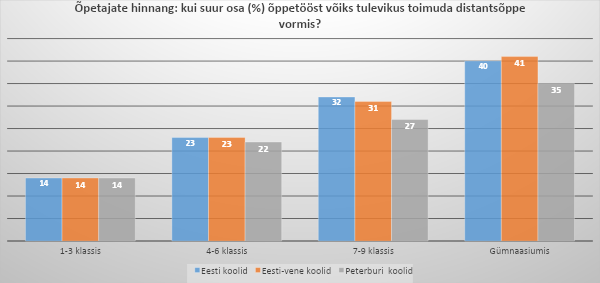 Õpetajate hinnang: kui suur osa (%) õppetööst võiks tulevikus toimuda distantsõppe
vormis?
14 14 14
23 23 22
32 31 27
40 41 35
1-3 klassis 4-6 klassis 7-9 klassis Gümnaasiumis
Eesti koolid Eesti-vene koolid Peterburi koolid